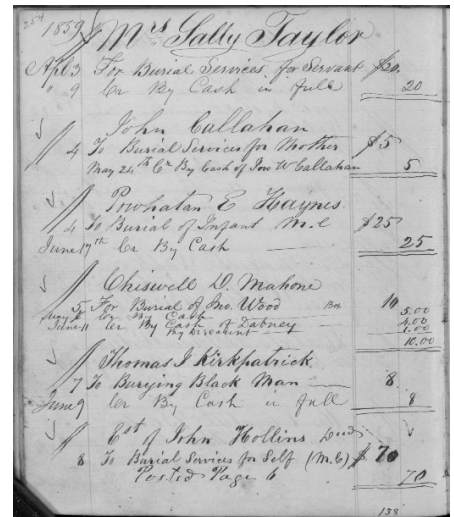 254
1859 Mrs Sally Taylor
Apl 3 For Burial Services for Servant $20.
" 9 Cr By Cash in full 20
John Callahan
4 To Burial Services for Mother $5
May 24th Cr By Cash of Jno W Callahan 5
Powhatan E Haynes
4 To Burial of Infant M.C $25
June 17th Cr By Cash 25
Chiswell D. Mahone
5 For Burial of Jno. Wood Box 10
Cr By Cash 5.00
June 11 Cr By Cash of Dabney 4.00
By Discount 1.00
10.00
Thomas J Kirkpatrick
7 To Burying Black Man 8.
June 9 Cr By Cash in full 8
Est of John Hollins Decd
8 To Burial Services for Self (M.C) $ 70
Posted Page 6 70
138